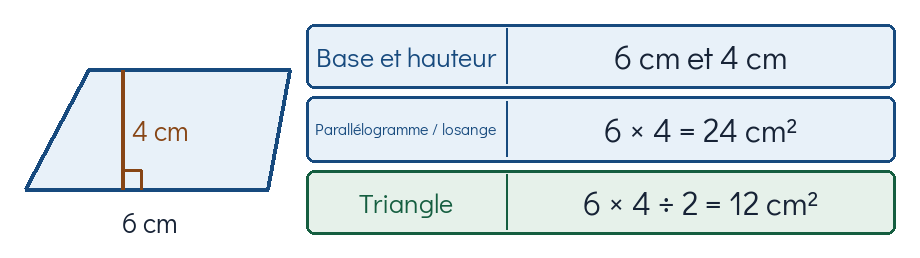 4 cm
6 cm
Base et hauteur
6 cm et 4 cm
Parallélogramme / losange
6 × 4 = 24 cm²
Triangle
6 × 4 ÷ 2 = 12 cm²